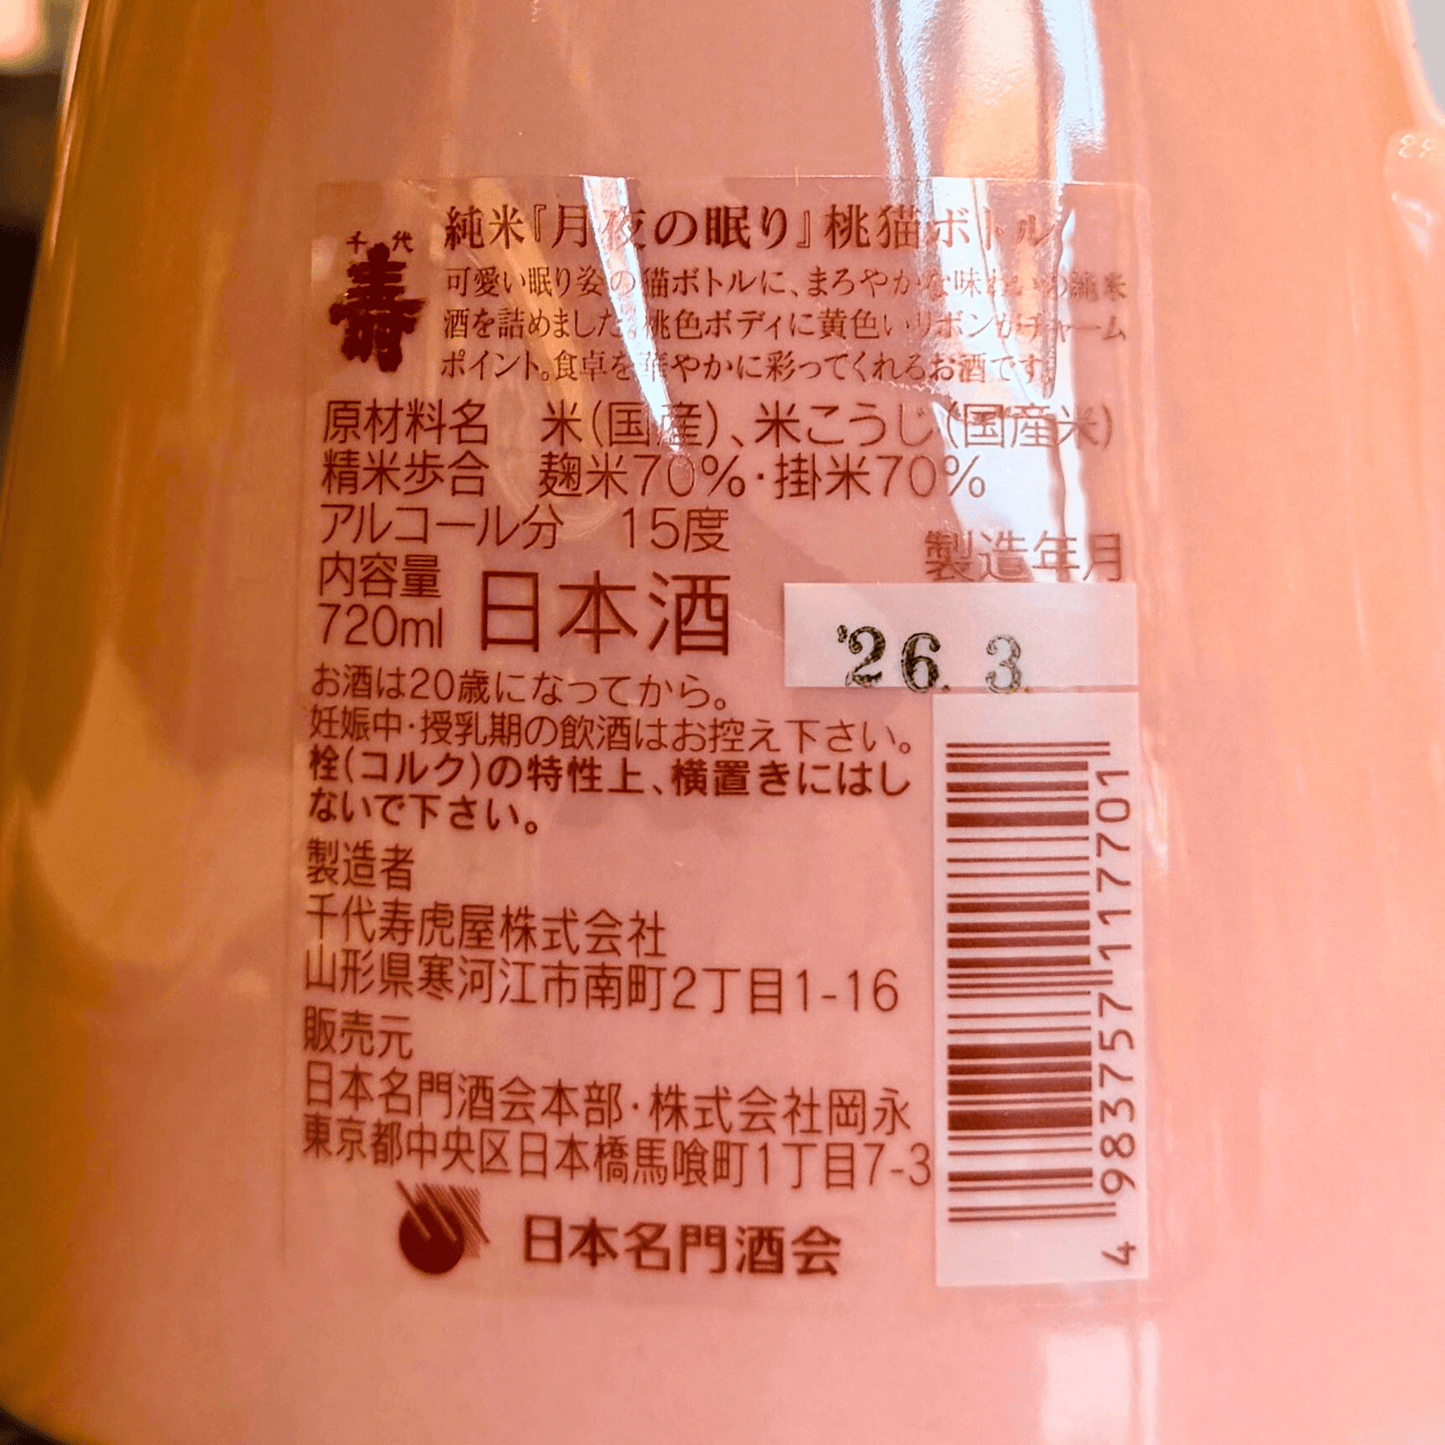 千代
寿
純米『月夜の眠り』桃猫ボトル
可愛い眠り姿の猫ボトルに、まろやかな味わいの純米
酒を詰めました。桃色ボディに黄色いリボンがチャーム
ポイント。食卓を華やかに彩ってくれるお酒です。
原材料名 米(国産)、米こうじ(国産米)
精米歩合 麹米70%・掛米70%
アルコール分 15度
製造年月
'26. 3.
内容量
720ml
日本酒
お酒は20歳になってから。
妊娠中・授乳期の飲酒はお控え下さい。
栓(コルク)の特性上、横置きにはし
ないで下さい。
製造者
千代寿虎屋株式会社
山形県寒河江市南町2丁目1-16
販売元
日本名門酒会本部・株式会社岡永
東京都中央区日本橋馬喰町1丁目7-3
日本名門酒会
4 983757 117701